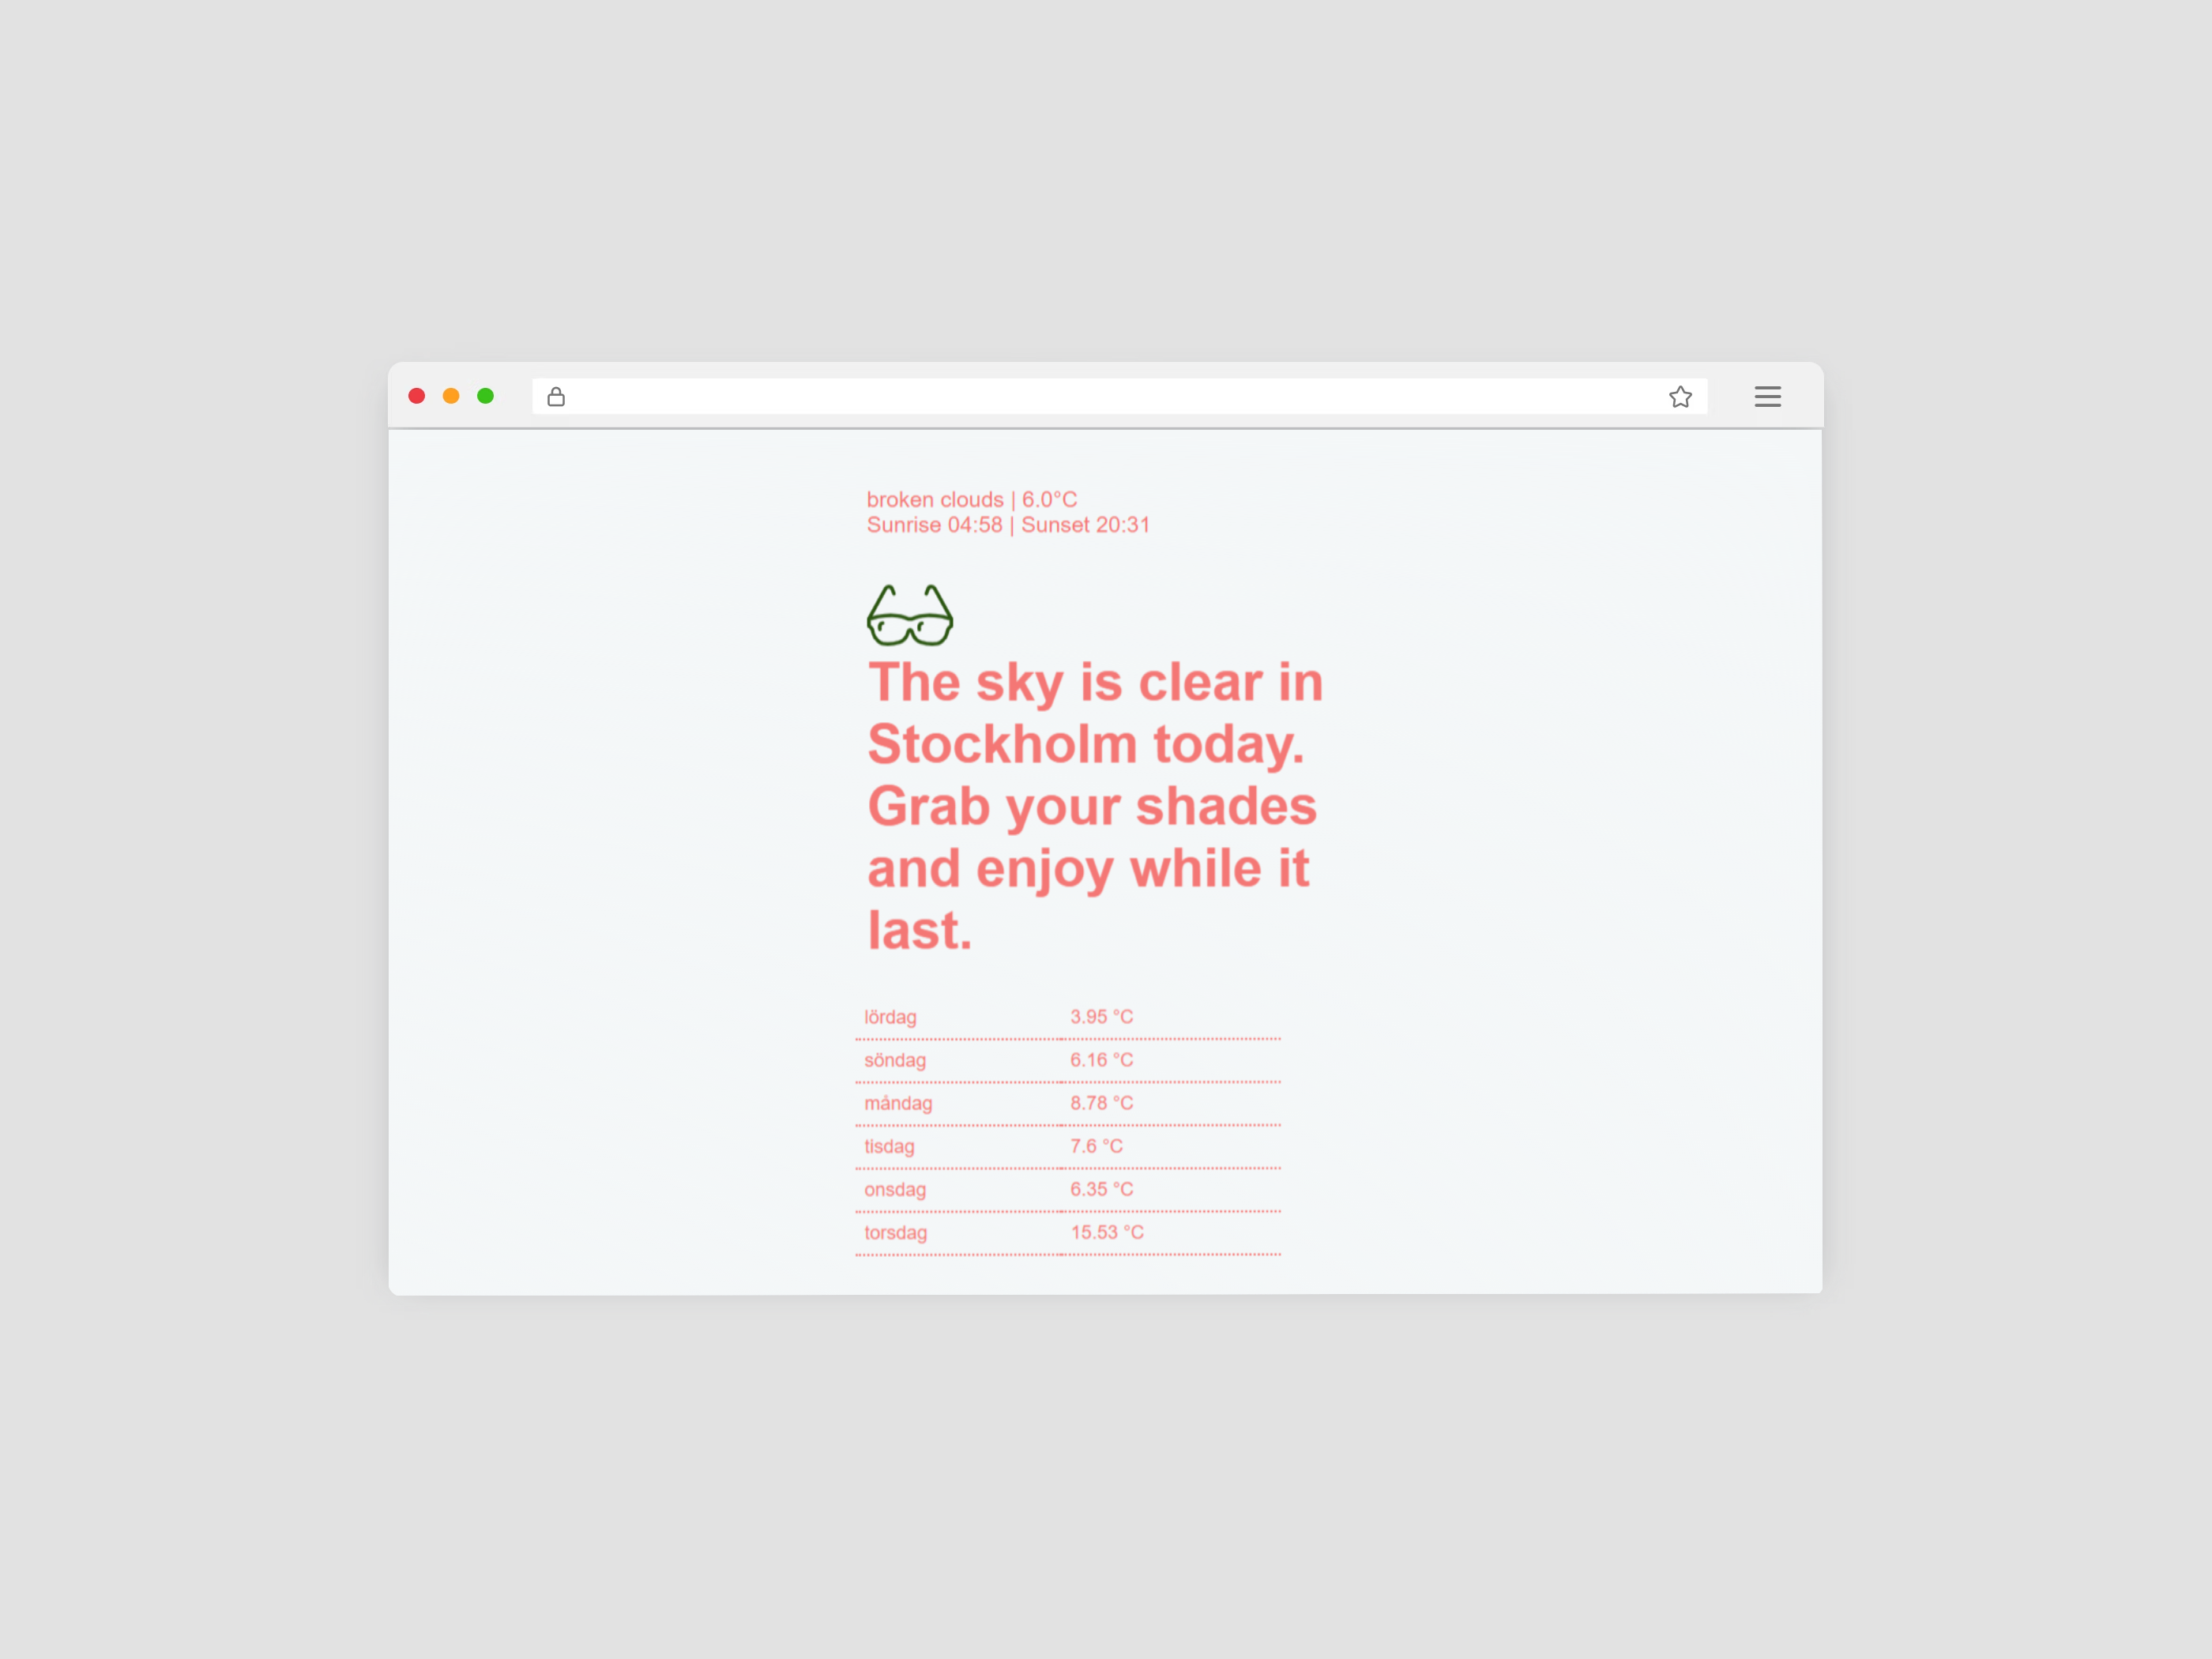 broken clouds | 6.0°C
Sunrise 04:58 | Sunset 20:31
The sky is clear in
Stockholm today.
Grab your shades
and enjoy while it
last.
lördag 3.95 °C
söndag 6.16 °C
måndag 8.78 °C
tisdag 7.6 °C
onsdag 6.35 °C
torsdag 15.53 °C